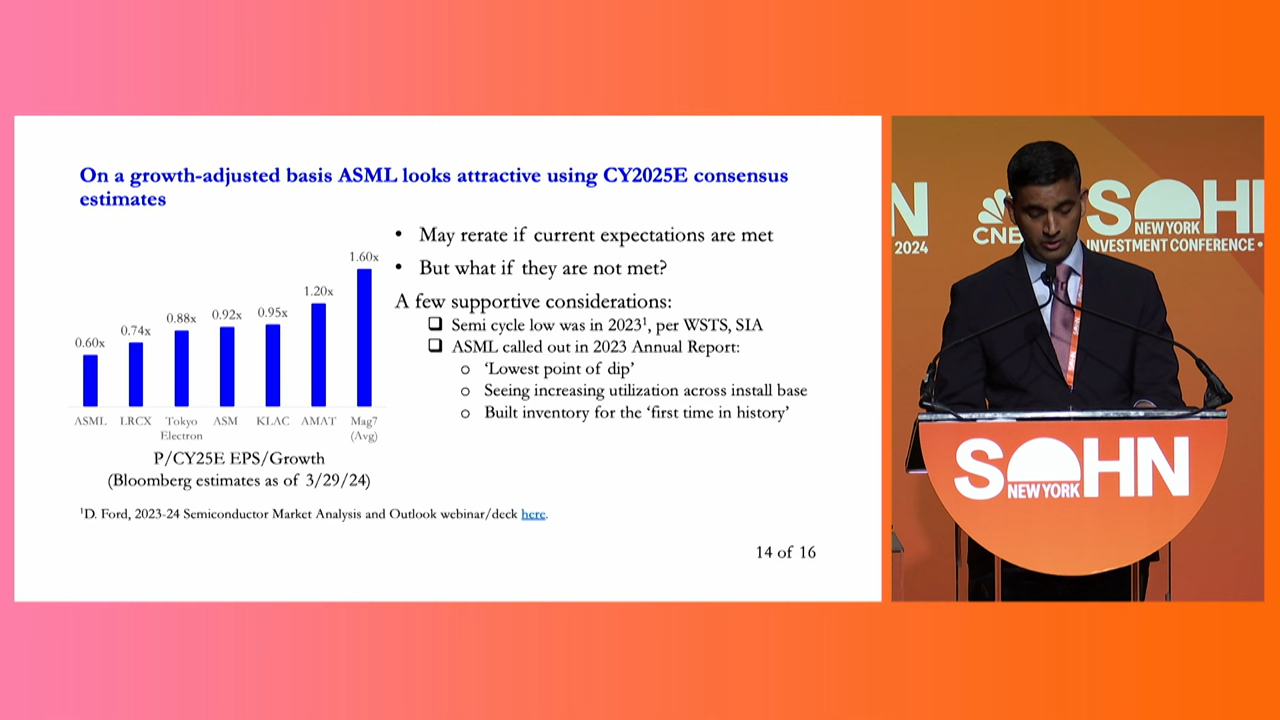 On a growth-adjusted basis ASML looks attractive using CY2025E consensus
estimates
• May rerate if current expectations are met
• But what if they are not met?
A few supportive considerations:
❑ Semi cycle low was in 2023¹, per WSTS, SIA
❑ ASML called out in 2023 Annual Report:
o ‘Lowest point of dip’
o Seeing increasing utilization across install base
o Built inventory for the ‘first time in history’
0.60x 0.74x 0.88x 0.92x 0.95x 1.20x 1.60x
ASML LRCX Tokyo Electron ASM KLAC AMAT Mag7 (Avg)
P/CY25E EPS/Growth
(Bloomberg estimates as of 3/29/24)
¹D. Ford, 2023-24 Semiconductor Market Analysis and Outlook webinar/deck here.
14 of 16
N
2024
CNB
SOHN
NEW YORK
INVESTMENT CONFERENCE •
SOHN
NEW YORK